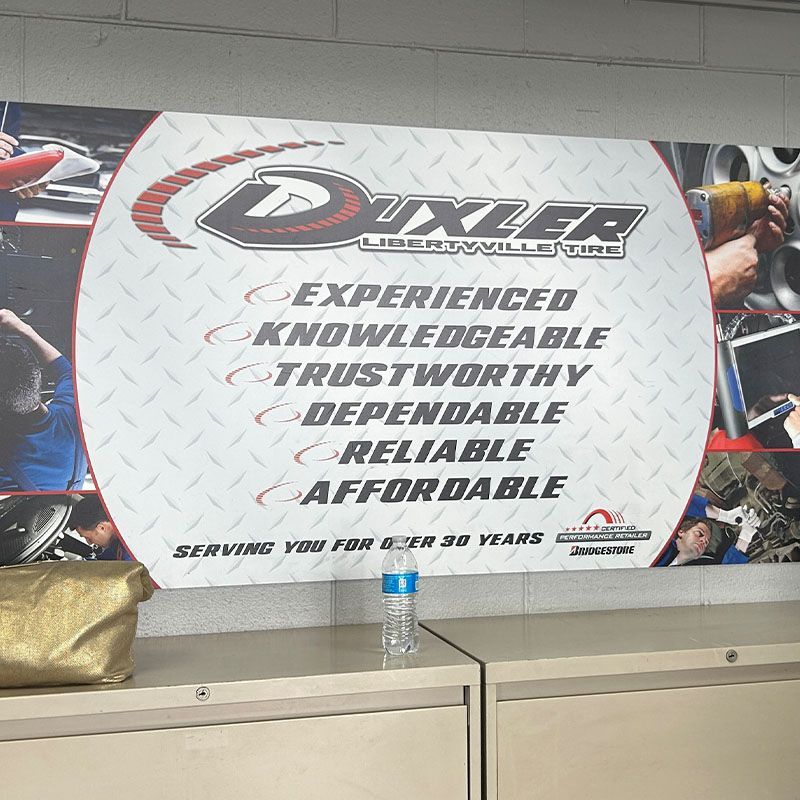 DUXLER
LIBERTYVILLE TIRE
EXPERIENCED
KNOWLEDGEABLE
TRUSTWORTHY
DEPENDABLE
RELIABLE
AFFORDABLE
SERVING YOU FOR OVER 30 YEARS
CERTIFIED
PERFORMANCE RETAILER
BRIDGESTONE